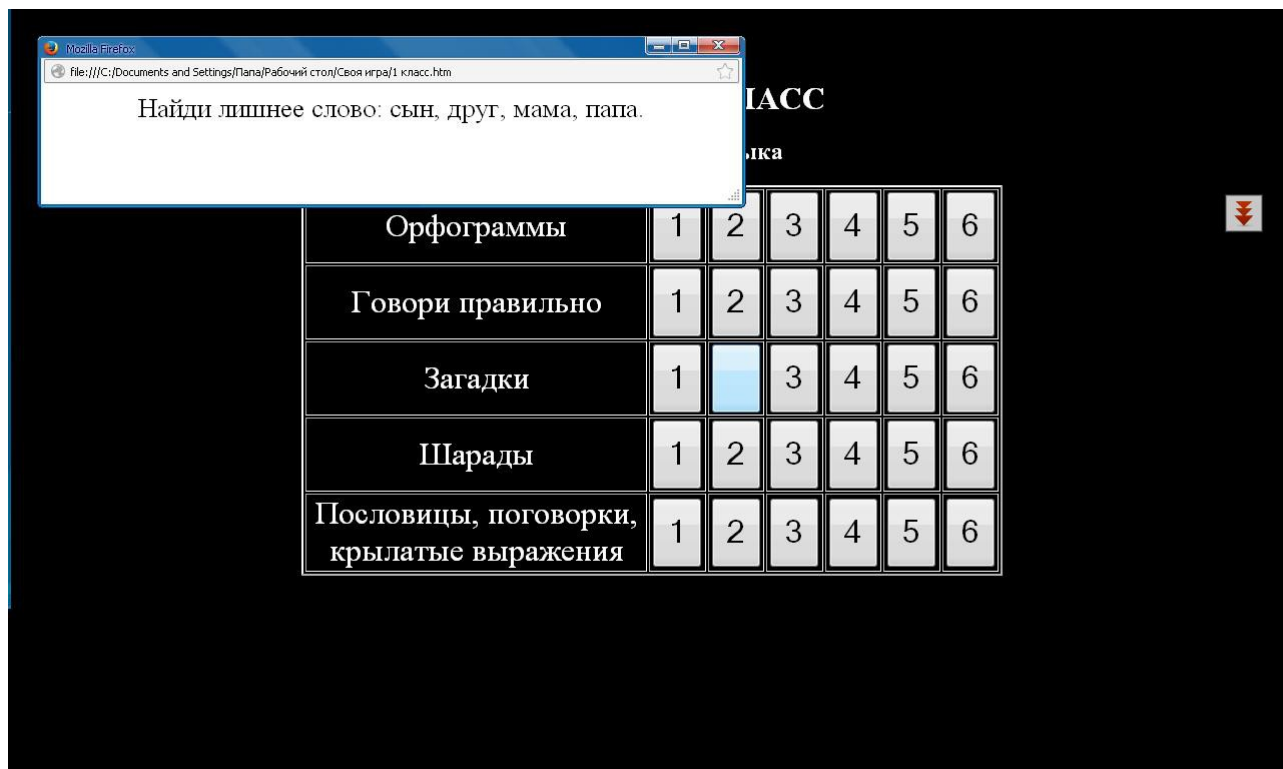 Mozilla Firefox
file:///C:/Documents and Settings/Папа/Рабочий стол/Своя игра/1 класс.htm
Найди лишнее слово: сын, друг, мама, папа.
Орфограммы 1 2 3 4 5 6
Говори правильно 1 2 3 4 5 6
Загадки 1 3 4 5 6
Шарады 1 2 3 4 5 6
Пословицы, поговорки,
крылатые выражения 1 2 3 4 5 6